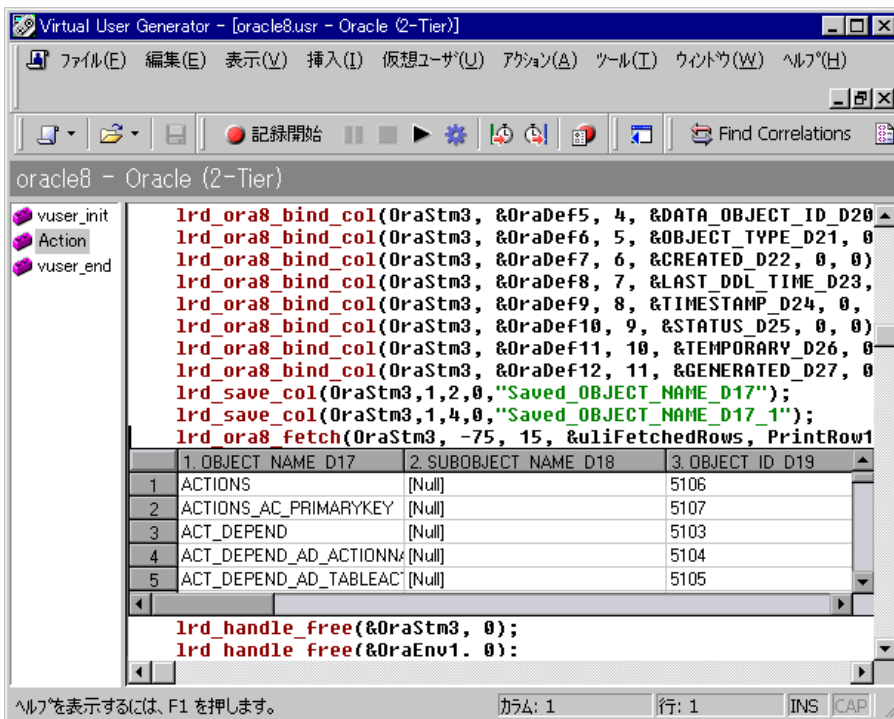 Virtual User Generator - [oracle8.usr - Oracle (2-Tier)]
ファイル(F) 編集(E) 表示(V) 挿入(I) 仮想ユーザ(U) アクション(A) ツール(T) ウィンドウ(W) ヘルプ(H)
記録開始 Find Correlations
oracle8 - Oracle (2-Tier)
vuser_init
Action
vuser_end
lrd_ora8_bind_col(OraStm3, &OraDef5, 4, &DATA_OBJECT_ID_D20
lrd_ora8_bind_col(OraStm3, &OraDef6, 5, &OBJECT_TYPE_D21, 0
lrd_ora8_bind_col(OraStm3, &OraDef7, 6, &CREATED_D22, 0, 0)
lrd_ora8_bind_col(OraStm3, &OraDef8, 7, &LAST_DDL_TIME_D23,
lrd_ora8_bind_col(OraStm3, &OraDef9, 8, &TIMESTAMP_D24, 0,
lrd_ora8_bind_col(OraStm3, &OraDef10, 9, &STATUS_D25, 0, 0)
lrd_ora8_bind_col(OraStm3, &OraDef11, 10, &TEMPORARY_D26, 0
lrd_ora8_bind_col(OraStm3, &OraDef12, 11, &GENERATED_D27, 0
lrd_save_col(OraStm3,1,2,0,"Saved_OBJECT_NAME_D17");
lrd_save_col(OraStm3,1,4,0,"Saved_OBJECT_NAME_D17_1");
lrd_ora8_fetch(OraStm3, -75, 15, &uliFetchedRows, PrintRow1
1. OBJECT_NAME_D17 2. SUBOBJECT_NAME_D18 3. OBJECT_ID_D19
1 ACTIONS [Null] 5106
2 ACTIONS_AC_PRIMARYKEY [Null] 5107
3 ACT_DEPEND [Null] 5103
4 ACT_DEPEND_AD_ACTIONNA [Null] 5104
5 ACT_DEPEND_AD_TABLEACT [Null] 5105
lrd_handle_free(&OraStm3, 0);
lrd_handle_free(&OraEnv1, 0);
ヘルプを表示するには、F1 を押します。 カラム: 1 行: 1 INS CAP